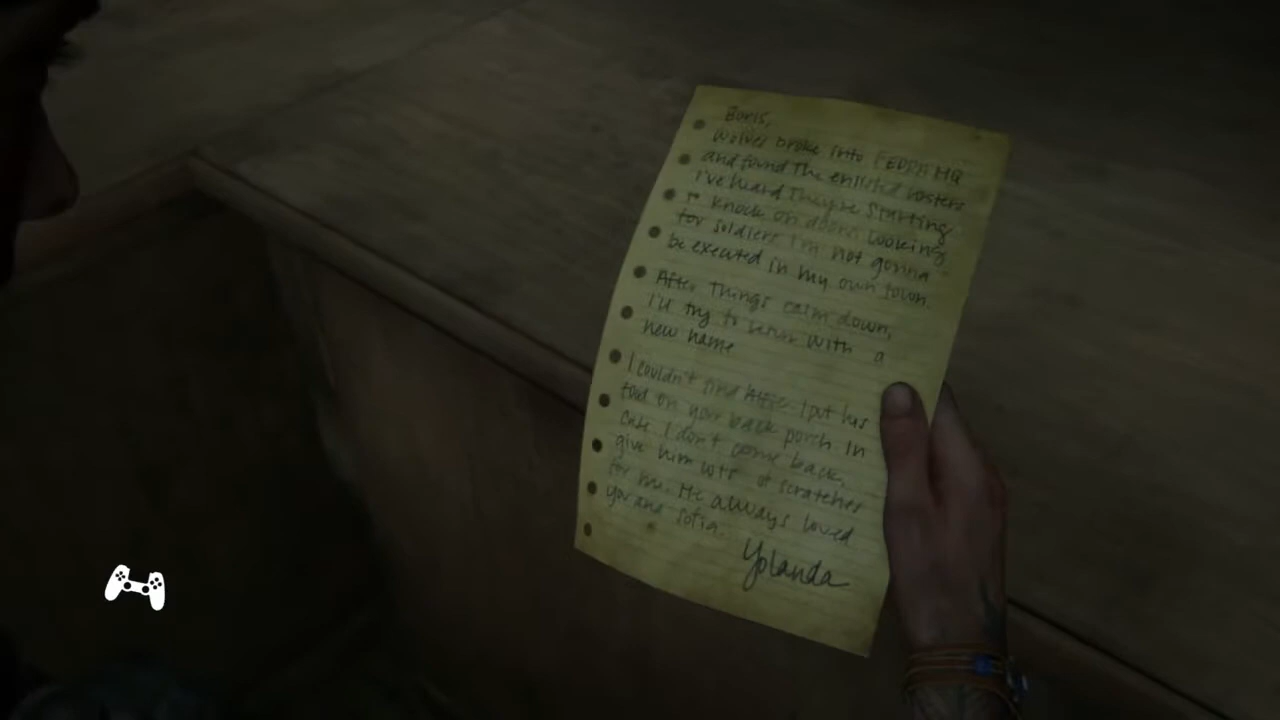 Boris,
Wolves broke into FEDRA HQ
and found the enlisted rosters
I've heard they're starting
to knock on doors looking
for soldiers. I'm not gonna
be executed in my own town.
After things calm down,
I'll try to return with a
new name
I couldn't find Alfie. I put his
food on your back porch in
case I don't come back,
give him lots of scratches
for me. He always loved
you and Sofia.
Yolanda